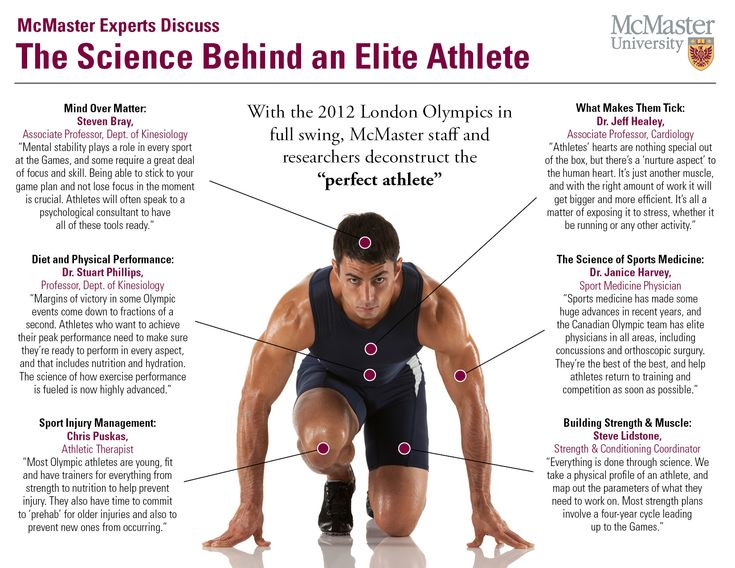 McMaster Experts Discuss
The Science Behind an Elite Athlete
McMaster
University
With the 2012 London Olympics in
full swing, McMaster staff and
researchers deconstruct the
“perfect athlete”
Mind Over Matter:
Steven Bray,
Associate Professor, Dept. of Kinesiology
“Mental stability plays a role in every sport
at the Games, and some require a great deal
of focus and skill. Being able to stick to your
game plan and not lose focus in the moment
is crucial. Athletes will often speak to a
psychological consultant to have
all of these tools ready.”
Diet and Physical Performance:
Dr. Stuart Phillips,
Professor, Dept. of Kinesiology
“Margins of victory in some Olympic
events come down to fractions of a
second. Athletes who want to achieve
their peak performance need to make sure
they’re ready to perform in every aspect,
and that includes nutrition and hydration.
The science of how exercise performance
is fueled is now highly advanced.”
Sport Injury Management:
Chris Puskas,
Athletic Therapist
“Most Olympic athletes are young, fit
and have trainers for everything from
strength to nutrition to help prevent
injury. They also have time to commit
to ‘prehab’ for older injuries and also to
prevent new ones from occurring.”
What Makes Them Tick:
Dr. Jeff Healey,
Associate Professor, Cardiology
“Athletes’ hearts are nothing special out
of the box, but there’s a ‘nurture aspect’ to
the human heart. It’s just another muscle,
and with the right amount of work it will
get bigger and more efficient. It’s all a
matter of exposing it to stress, whether it
be running or any other activity.”
The Science of Sports Medicine:
Dr. Janice Harvey,
Sport Medicine Physician
“Sports medicine has made some
huge advances in recent years, and
the Canadian Olympic team has elite
physicians in all areas, including
concussions and orthoscopic surgury.
They’re the best of the best, and help
athletes return to training and
competition as soon as possible.”
Building Strength & Muscle:
Steve Lidstone,
Strength & Conditioning Coordinator
“Everything is done through science. We
take a physical profile of an athlete, and
map out the parameters of what they
need to work on. Most strength plans
involve a four-year cycle leading
up to the Games.”